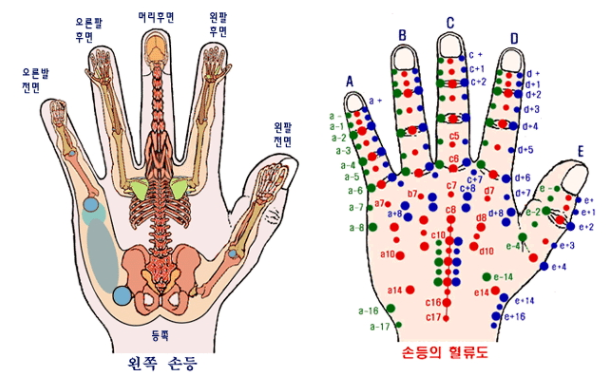 오른발
전면
오른팔
후면
머리후면
왼팔
후면
왼팔
전면
등쪽
왼쪽 손등
A
B
C
D
E
a +
a -
a-1
a-2
a-3
a-4
a-5
a-6
a-7
a-8
a7
a+8
a10
a14
a-16
a-17
b7
c +
c+1
c+2
c5
c6
c+7
c+8
c7
c8
c10
c16
c17
d +
d+1
d+2
d+3
d+4
d+5
d+6
d+7
d+8
d7
d8
d10
e -
e-2
e-4
e+
e+1
e+2
e+3
e+4
e-14
e14
e+14
e+16
손등의 혈류도